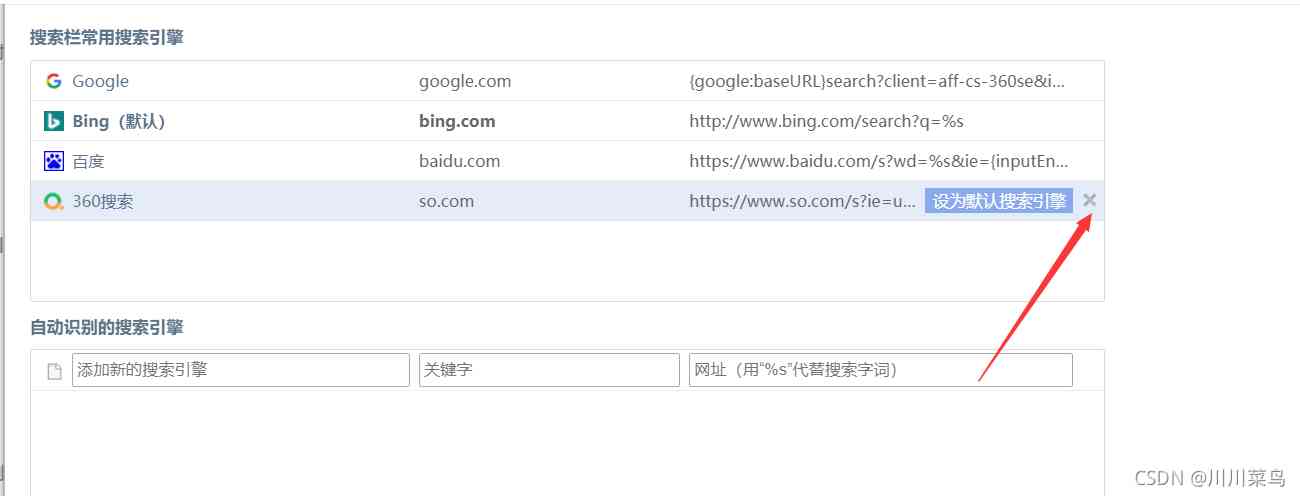 搜索栏常用搜索引擎
Google google.com {google:baseURL}search?client=aff-cs-360se&i...
Bing（默认） bing.com http://www.bing.com/search?q=%s
百度 baidu.com https://www.baidu.com/s?wd=%s&ie={inputEn...
360搜索 so.com https://www.so.com/s?ie=u... 设为默认搜索引擎
自动识别的搜索引擎
添加新的搜索引擎 关键字 网址（用“%s”代替搜索字词）
CSDN @川川菜鸟